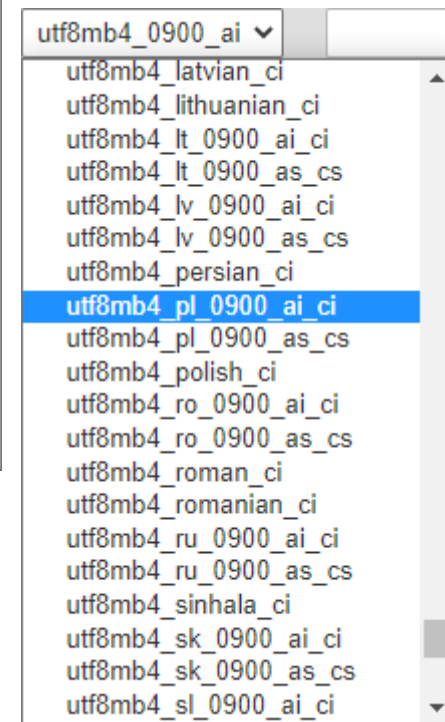 utf8mb4_0900_ai
utf8mb4_latvian_ci
utf8mb4_lithuanian_ci
utf8mb4_lt_0900_ai_ci
utf8mb4_lt_0900_as_cs
utf8mb4_lv_0900_ai_ci
utf8mb4_lv_0900_as_cs
utf8mb4_persian_ci
utf8mb4_pl_0900_ai_ci
utf8mb4_pl_0900_as_cs
utf8mb4_polish_ci
utf8mb4_ro_0900_ai_ci
utf8mb4_ro_0900_as_cs
utf8mb4_roman_ci
utf8mb4_romanian_ci
utf8mb4_ru_0900_ai_ci
utf8mb4_ru_0900_as_cs
utf8mb4_sinhala_ci
utf8mb4_sk_0900_ai_ci
utf8mb4_sk_0900_as_cs
utf8mb4_sl_0900_ai_ci